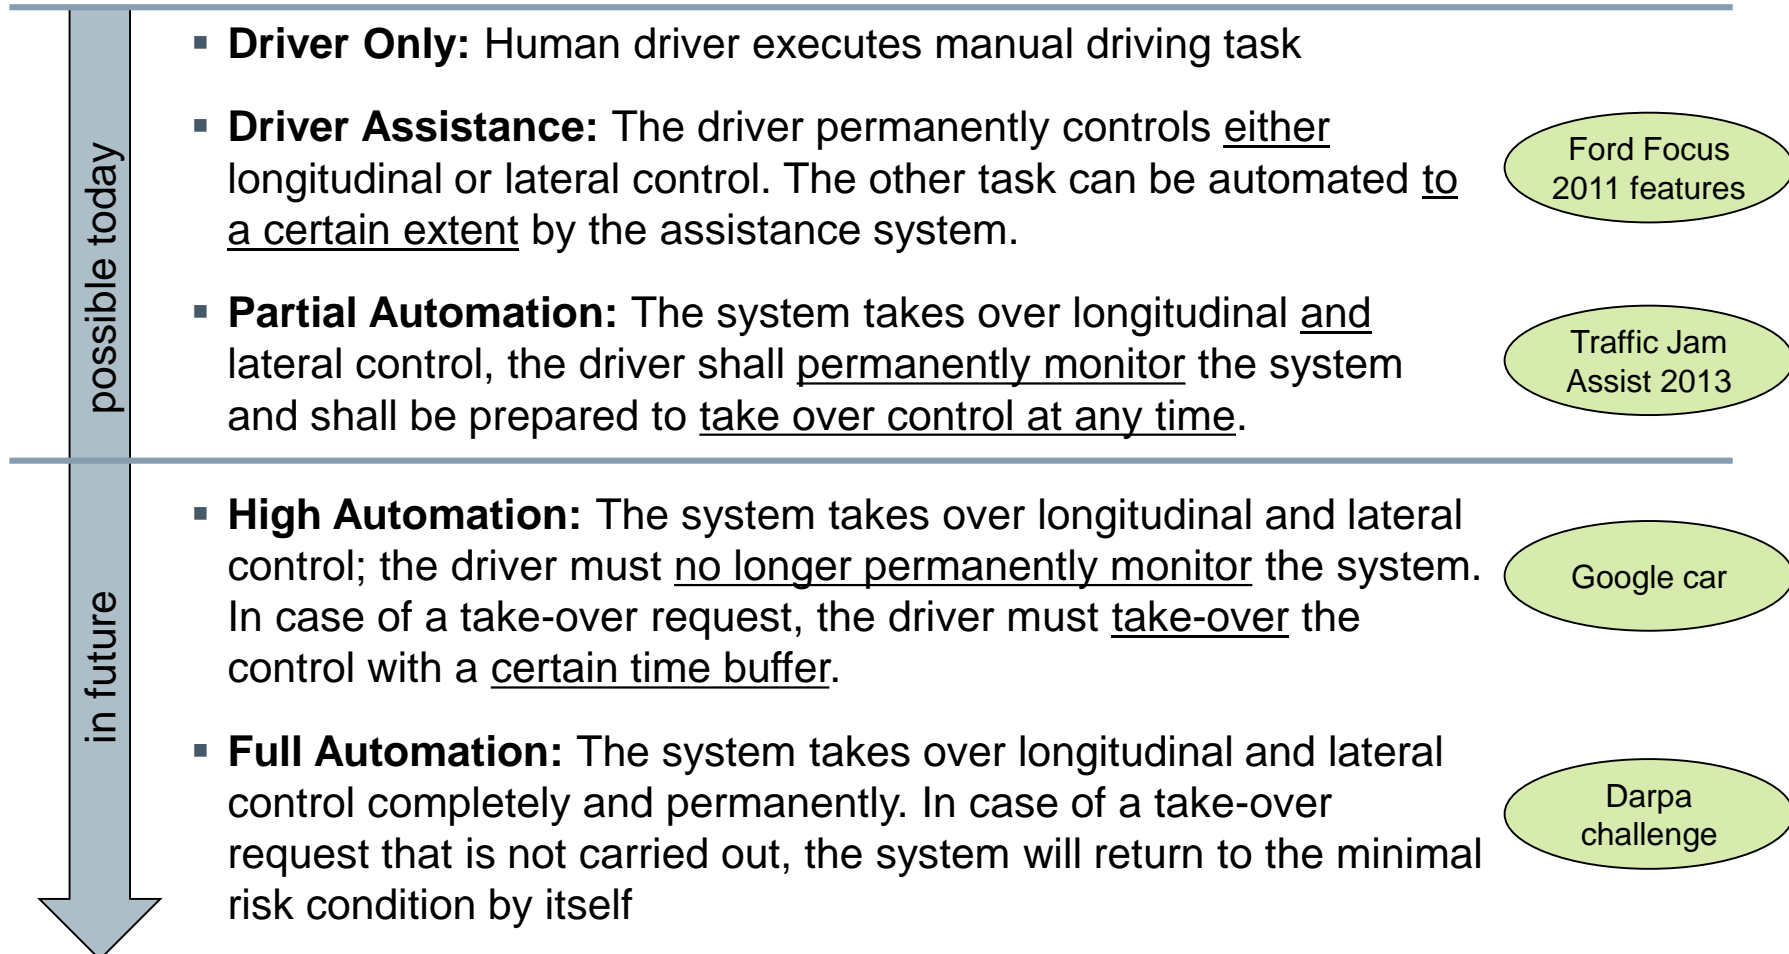 ▪ Driver Only: Human driver executes manual driving task
▪ Driver Assistance: The driver permanently controls either
longitudinal or lateral control. The other task can be automated to
a certain extent by the assistance system.
Ford Focus
2011 features
possible today
▪ Partial Automation: The system takes over longitudinal and
lateral control, the driver shall permanently monitor the system
and shall be prepared to take over control at any time.
Traffic Jam
Assist 2013
▪ High Automation: The system takes over longitudinal and lateral
control; the driver must no longer permanently monitor the system.
In case of a take-over request, the driver must take-over the
control with a certain time buffer.
Google car
in future
▪ Full Automation: The system takes over longitudinal and lateral
control completely and permanently. In case of a take-over
request that is not carried out, the system will return to the minimal
risk condition by itself
Darpa
challenge